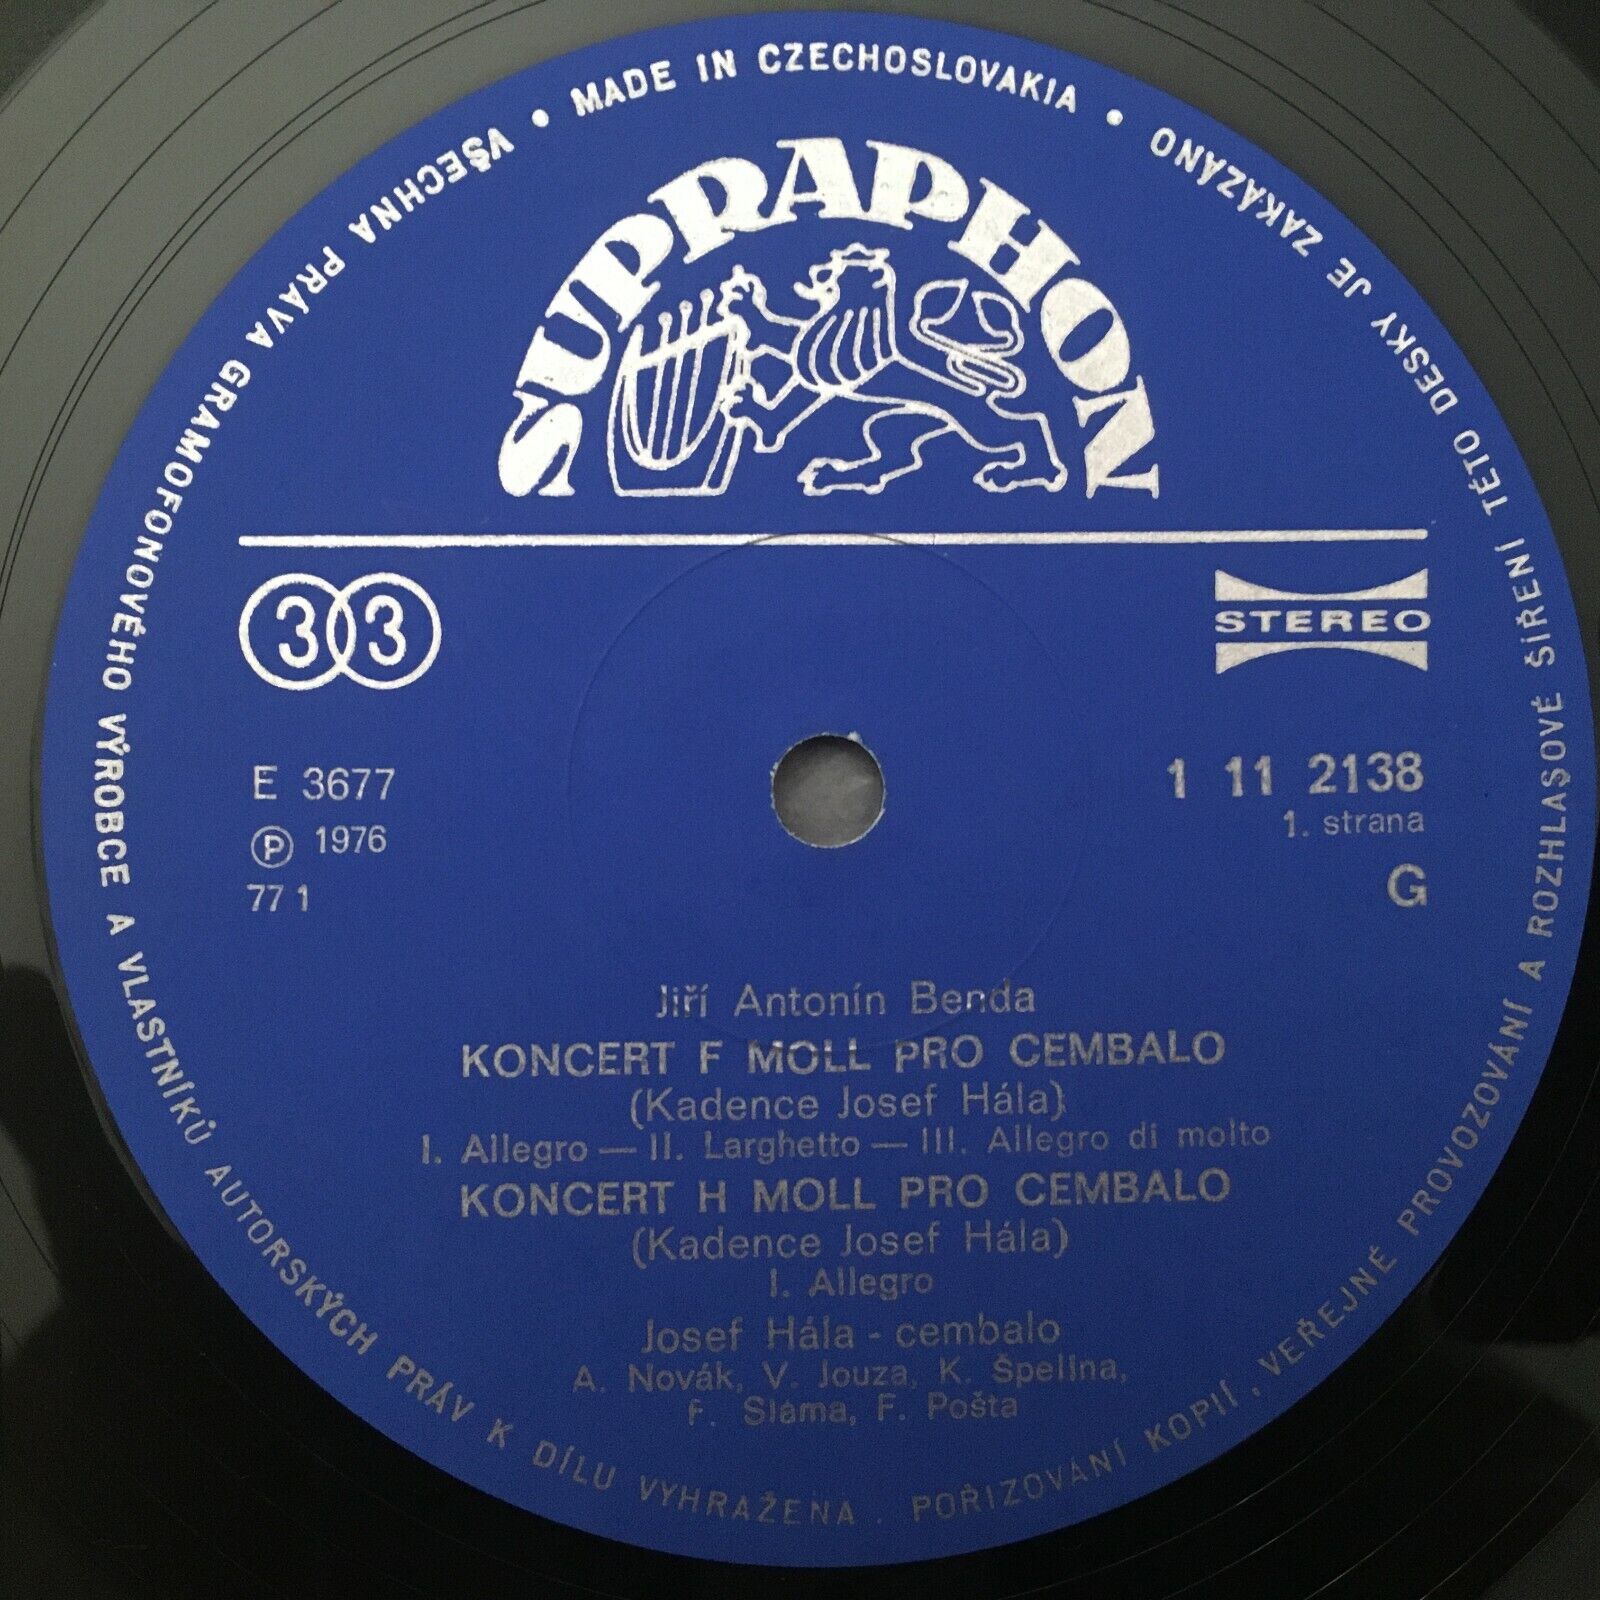 MADE IN CZECHOSLOVAKIA •
VŠECHNA PRÁVA GRAMOFONOVÉHO VÝROBCE A VLASTNÍKŮ AUTORSKÝCH PRÁV K DÍLU VYHRAŽENA . POŘIZOVÁNÍ KOPIÍ, VEŘEJNÉ PROVOZOVÁNÍ A ROZHLASOVÉ ŠÍŘENÍ TÉTO DESKY JE ZAKÁZÁNO •
SUPRAPHON
33
STEREO
E 3677
1 11 2138
Ⓟ 1976
1. strana
77 1
G
Jiří Antonín Benda
KONCERT F MOLL PRO CEMBALO
(Kadence Josef Hála)
I. Allegro — II. Larghetto — III. Allegro di molto
KONCERT H MOLL PRO CEMBALO
(Kadence Josef Hála)
I. Allegro
Josef Hála - cembalo
A. Novák, V. Jouza, K. Špelina,
F. Sláma, F. Pošta